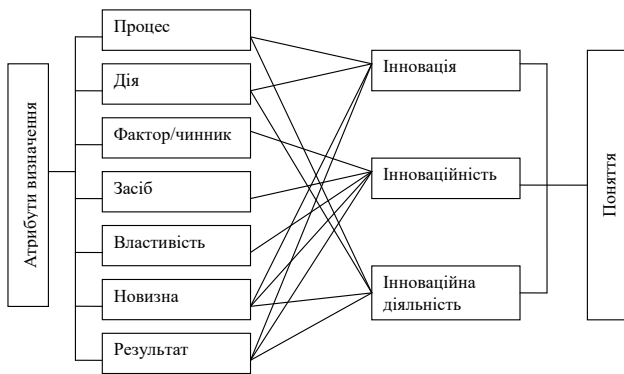 Атрибути визначення
Процес
Дія
Фактор/чинник
Засіб
Властивість
Новизна
Результат
Інновація
Інноваційність
Інноваційна
діяльність
Поняття